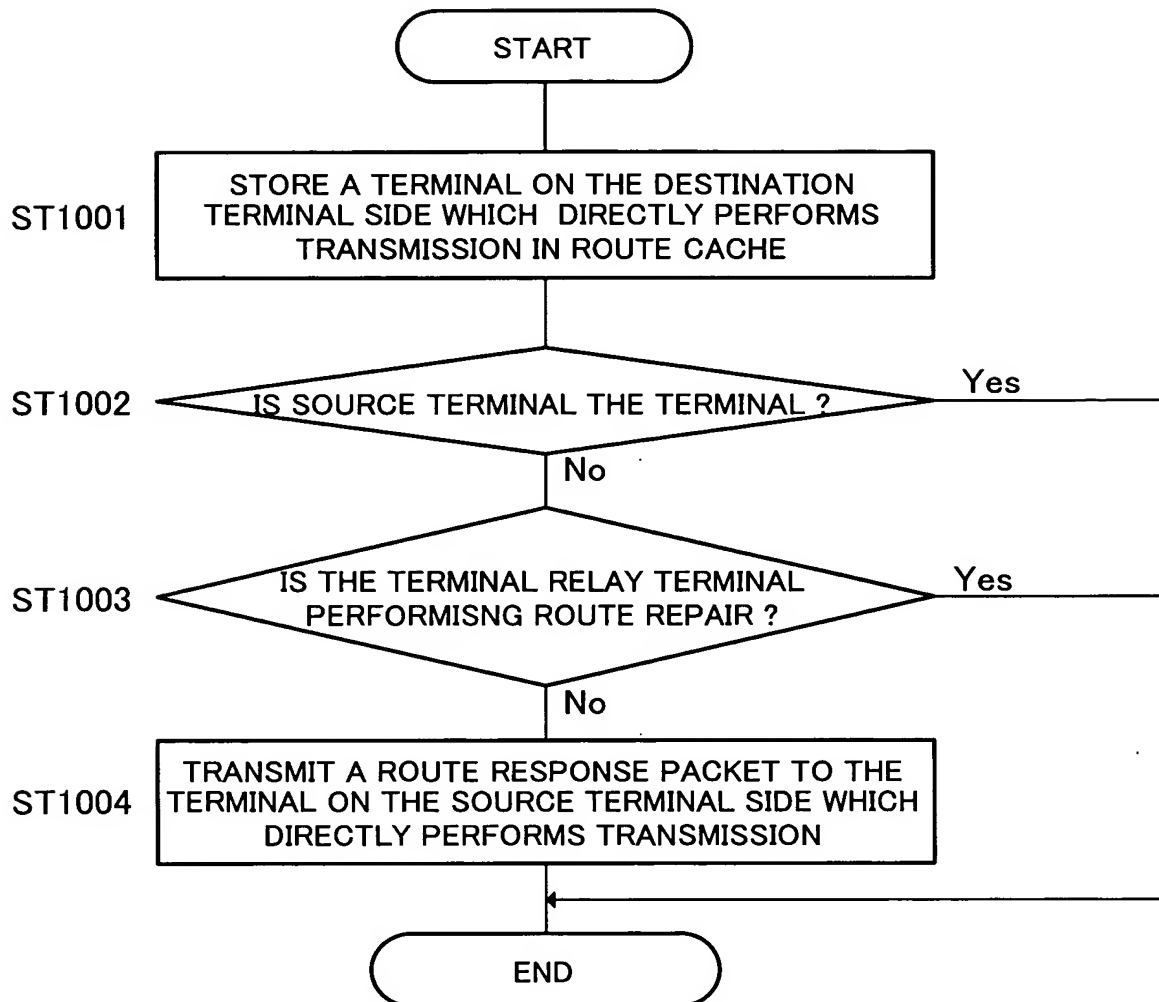 START
ST1001
STORE A TERMINAL ON THE DESTINATION
TERMINAL SIDE WHICH DIRECTLY PERFORMS
TRANSMISSION IN ROUTE CACHE
ST1002
IS SOURCE TERMINAL THE TERMINAL ?
Yes
No
ST1003
IS THE TERMINAL RELAY TERMINAL
PERFORMISNG ROUTE REPAIR ?
Yes
No
ST1004
TRANSMIT A ROUTE RESPONSE PACKET TO THE
TERMINAL ON THE SOURCE TERMINAL SIDE WHICH
DIRECTLY PERFORMS TRANSMISSION
END